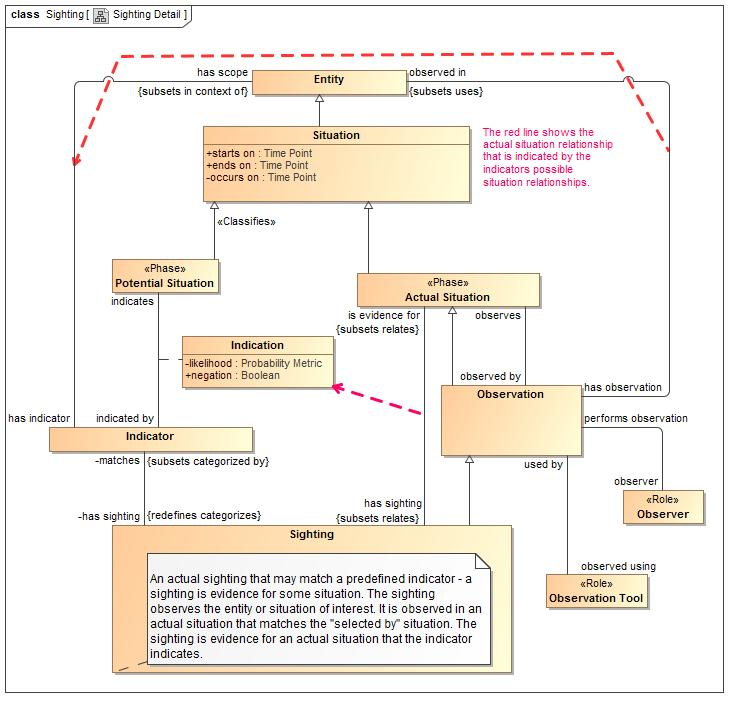 class Sighting [ Sighting Detail ]
has scope
Entity
observed in
{subsets in context of}
{subsets uses}
Situation
+starts on : Time Point
+ends on : Time Point
-occurs on : Time Point
The red line shows the
actual situation relationship
that is indicated by the
indicators possible
situation relationships.
«Classifies»
«Phase»
Potential Situation
«Phase»
Actual Situation
indicates
is evidence for
{subsets relates}
observes
Indication
-likelihood : Probability Metric
+negation : Boolean
observed by
has observation
Observation
has indicator
indicated by
performs observation
Indicator
-matches
{subsets categorized by}
used by
observer
«Role»
Observer
-has sighting
{redefines categorizes}
has sighting
{subsets relates}
Sighting
observed using
«Role»
Observation Tool
An actual sighting that may match a predefined indicator - a
sighting is evidence for some situation. The sighting
observes the entity or situation of interest. It is observed in an
actual situation that matches the "selected by" situation. The
sighting is evidence for an actual situation that the indicator
indicates.